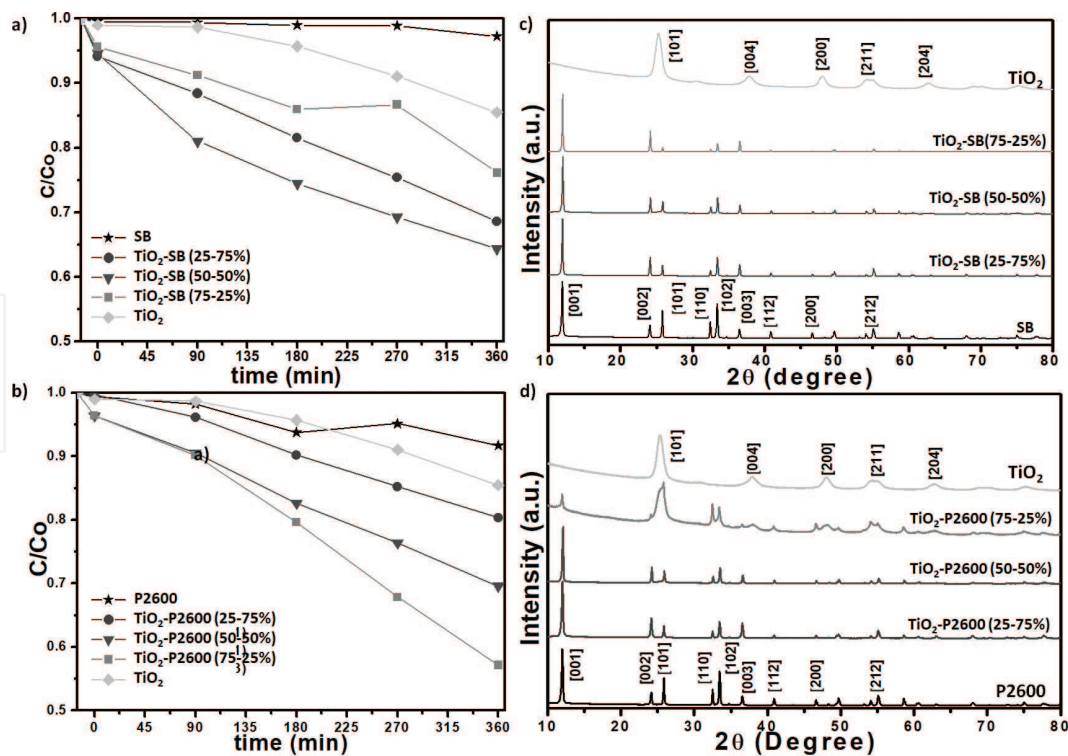 a)
1.0
0.9
0.8
0.7
0.6
0.5
C/Co
SB
TiO2-SB (25-75%)
TiO2-SB (50-50%)
TiO2-SB (75-25%)
TiO2
0 45 90 135 180 225 270 315 360
time (min)
c)
Intensity (a.u.)
[101]
[004]
[200]
[211]
[204]
TiO2
TiO2-SB(75-25%)
TiO2-SB (50-50%)
TiO2-SB (25-75%)
[001]
[002]
[101]
[110]
[102]
[003]
[112]
[200]
[212]
SB
10 20 30 40 50 60 70 80
2θ (degree)
b)
1.0
0.9
0.8
0.7
0.6
0.5
C/Co
a)
P2600
TiO2-P2600 (25-75%)
TiO2-P2600 (50-50%)
TiO2-P2600 (75-25%)
TiO2
0 45 90 135 180 225 270 315 360
time (min)
d)
Intensity (a.u.)
[101]
[004]
[200]
[211]
[204]
TiO2
TiO2-P2600 (75-25%)
TiO2-P2600 (50-50%)
TiO2-P2600 (25-75%)
[001]
[002]
[101]
[110]
[102]
[003]
[112]
[200]
[212]
P2600
10 20 30 40 50 60 70 80
2θ (Degree)